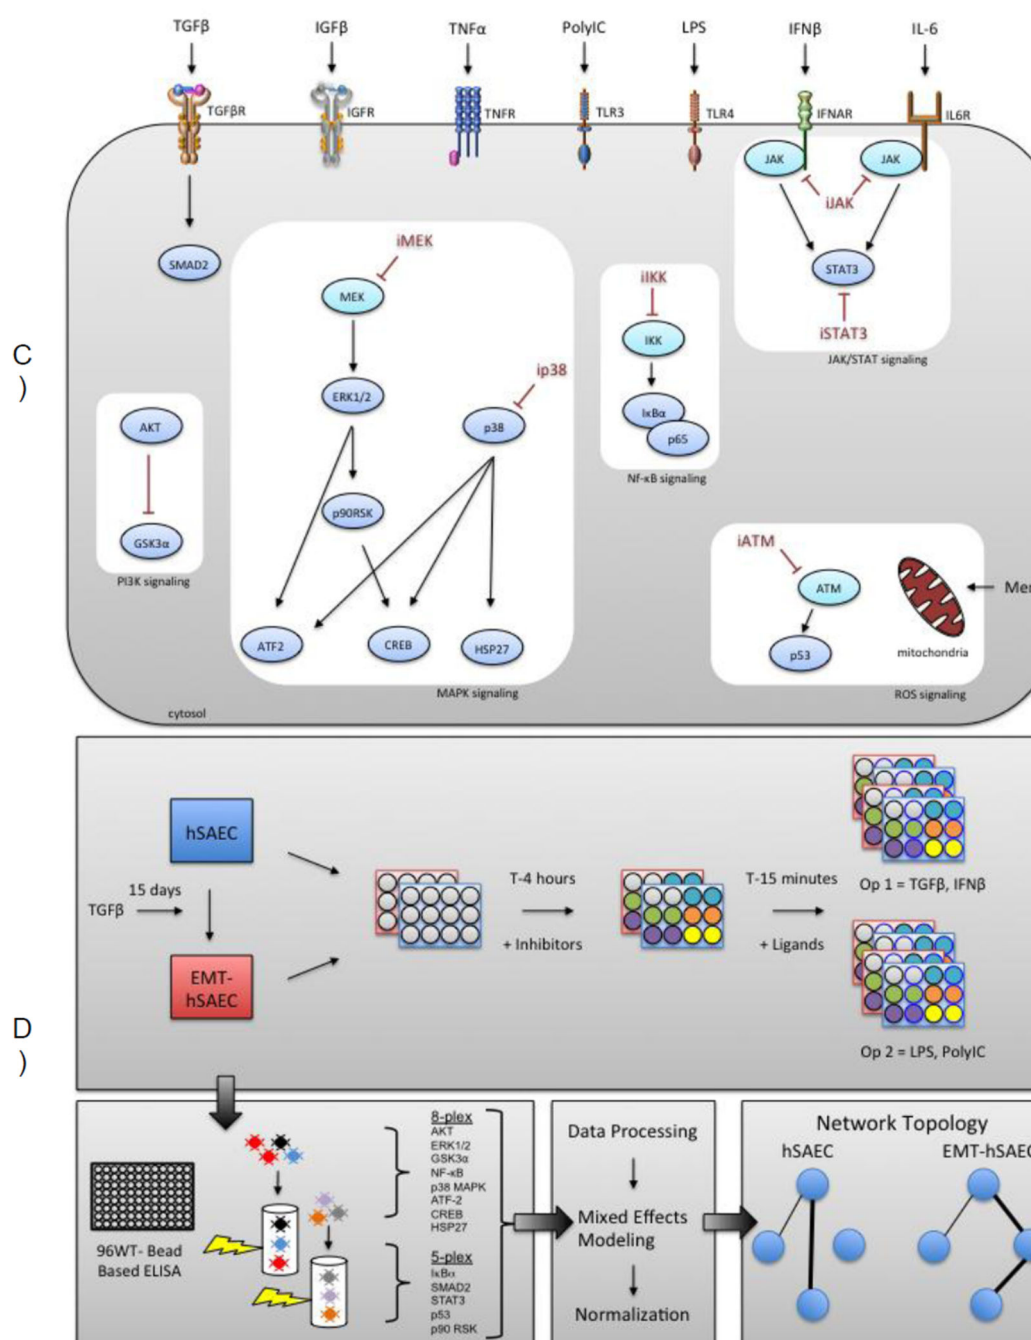 TGFβ IGFβ TNFα PolyIC LPS IFNβ IL-6
TGFβR IGFR TNFR TLR3 TLR4 IFNAR IL6R
JAK JAK
iJAK
SMAD2
STAT3
iMEK
MEK
iIKK
IKK
iSTAT3
JAK/STAT signaling
C
)
ip38
ERK1/2
AKT
p38
IκBα
p65
Nf-κB signaling
p90RSK
GSK3α
PI3K signaling
iATM
ATM
p53
mitochondria
ROS signaling
ATF2 CREB HSP27
MAPK signaling
cytosol
hSAEC
15 days
TGFβ
EMT-
hSAEC
T-4 hours
+ Inhibitors
T-15 minutes
+ Ligands
Op 1 = TGFβ, IFNβ
Op 2 = LPS, PolyIC
D
)
96WT- Bead
Based ELISA
8-plex
AKT
ERK1/2
GSK3α
NF-κB
p38 MAPK
ATF-2
CREB
HSP27
5-plex
IκBα
SMAD2
STAT3
p53
p90 RSK
Data Processing
Mixed Effects
Modeling
Normalization
Network Topology
hSAEC EMT-hSAEC